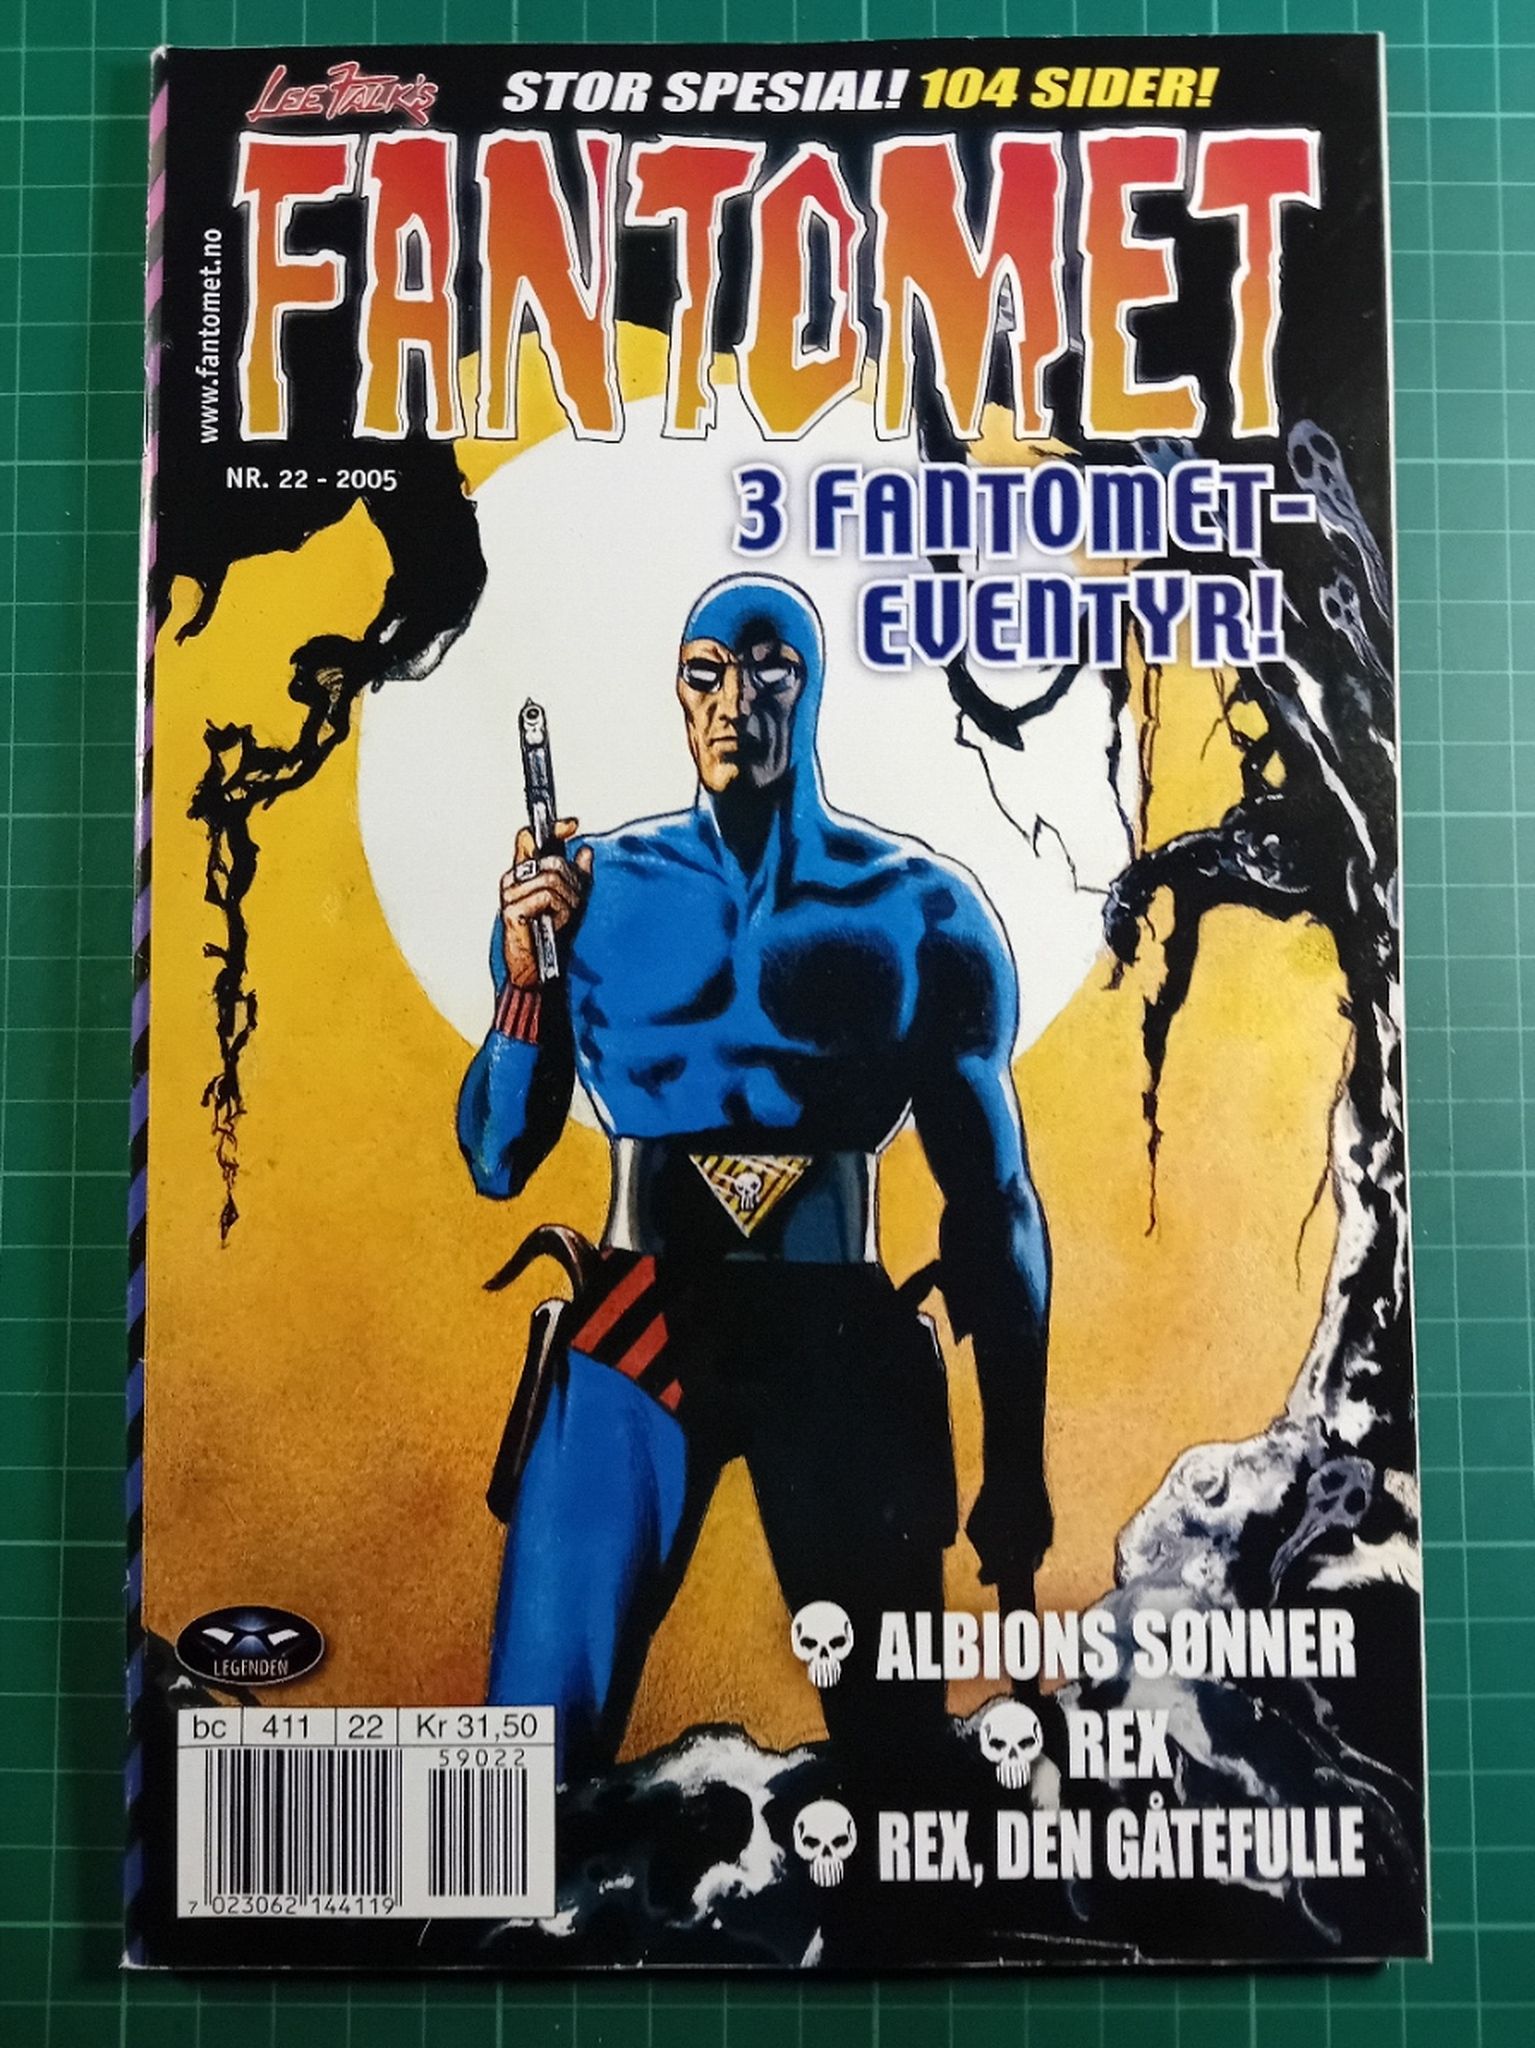 LEE FALK'S
STOR SPESIAL! 104 SIDER!
FANTOMET
www.fantomet.no
NR. 22 - 2005
3 FANTOMET-
EVENTYR!
ALBIONS SØNNER
REX
REX, DEN GÅTEFULLE
LEGENDEN
bc 411 22 Kr 31,50
59022
7 023062 144119